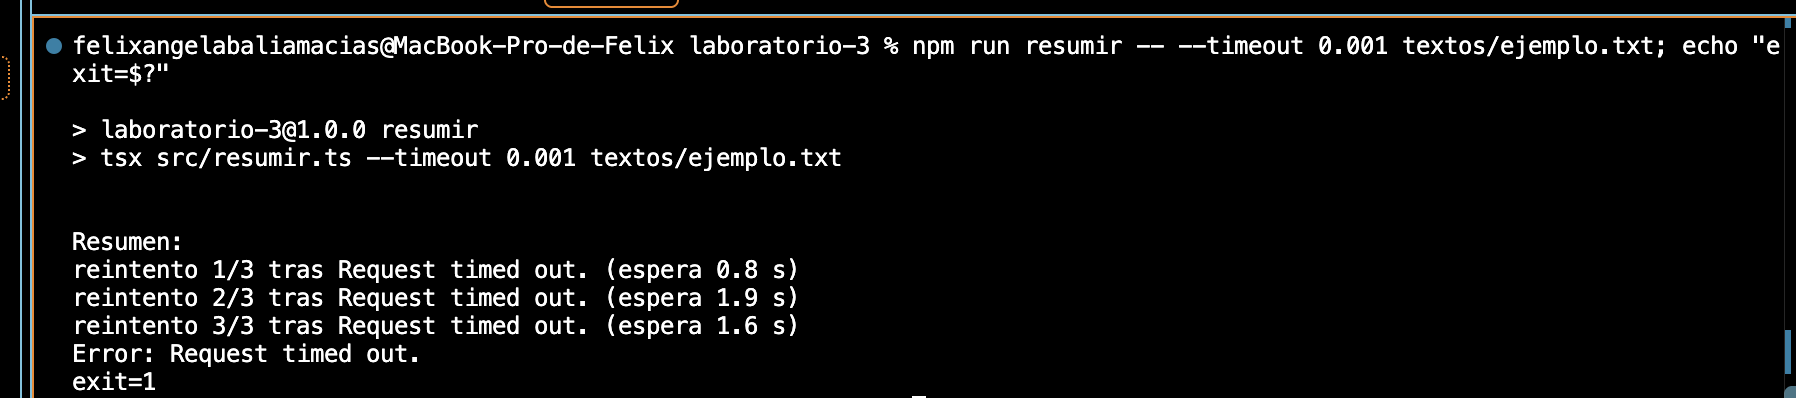 felixangelabaliamacias@MacBook-Pro-de-Felix laboratorio-3 % npm run resumir -- --timeout 0.001 textos/ejemplo.txt; echo "e
xit=$?"
> laboratorio-3@1.0.0 resumir
> tsx src/resumir.ts --timeout 0.001 textos/ejemplo.txt
Resumen:
reintento 1/3 tras Request timed out. (espera 0.8 s)
reintento 2/3 tras Request timed out. (espera 1.9 s)
reintento 3/3 tras Request timed out. (espera 1.6 s)
Error: Request timed out.
exit=1